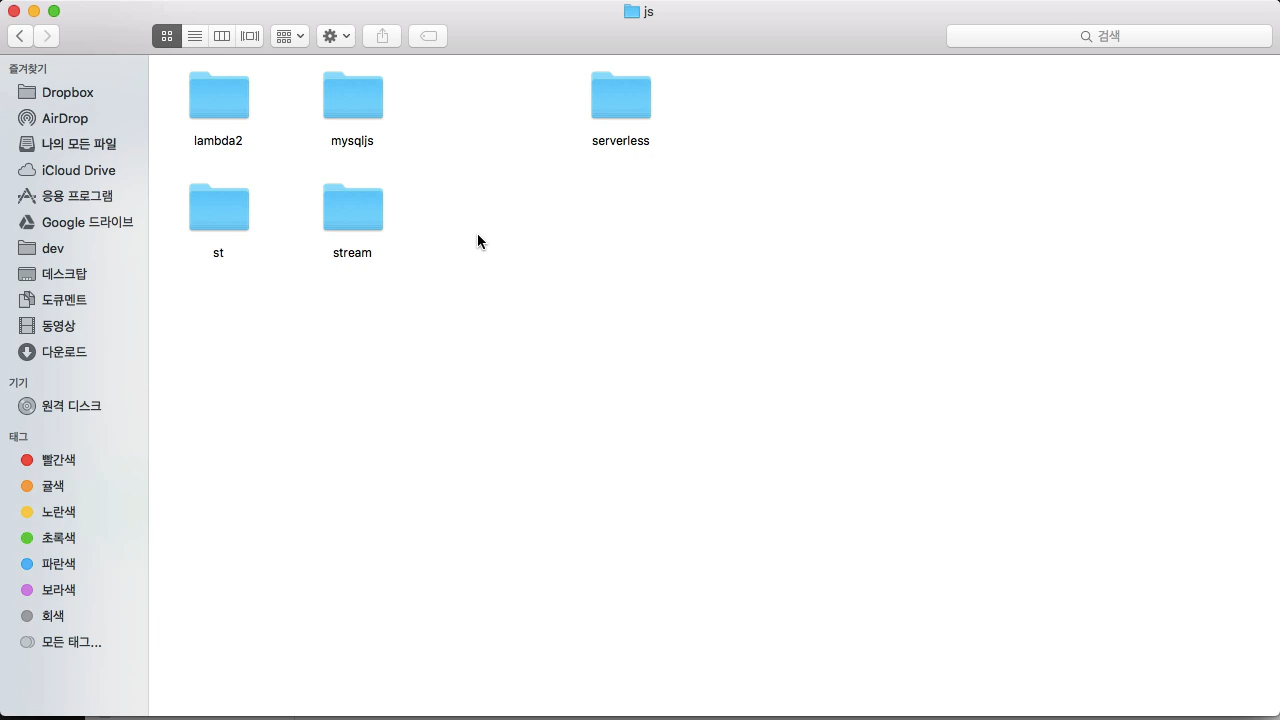 js
검색
즐겨찾기
Dropbox
AirDrop
나의 모든 파일
iCloud Drive
응용 프로그램
Google 드라이브
dev
데스크탑
도큐멘트
동영상
다운로드
기기
원격 디스크
태그
빨간색
귤색
노란색
초록색
파란색
보라색
회색
모든 태그...
lambda2
mysqljs
serverless
st
stream